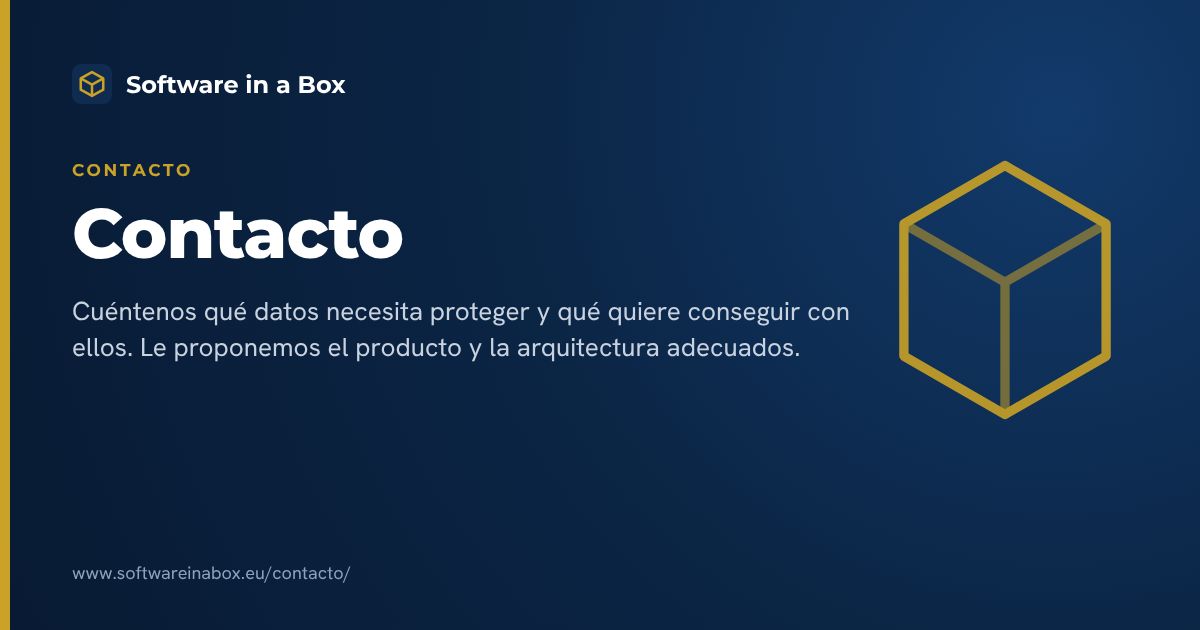 Software in a Box
CONTACTO
Contacto
Cuéntenos qué datos necesita proteger y qué quiere conseguir con
ellos. Le proponemos el producto y la arquitectura adecuados.
www.softwareinabox.eu/contacto/